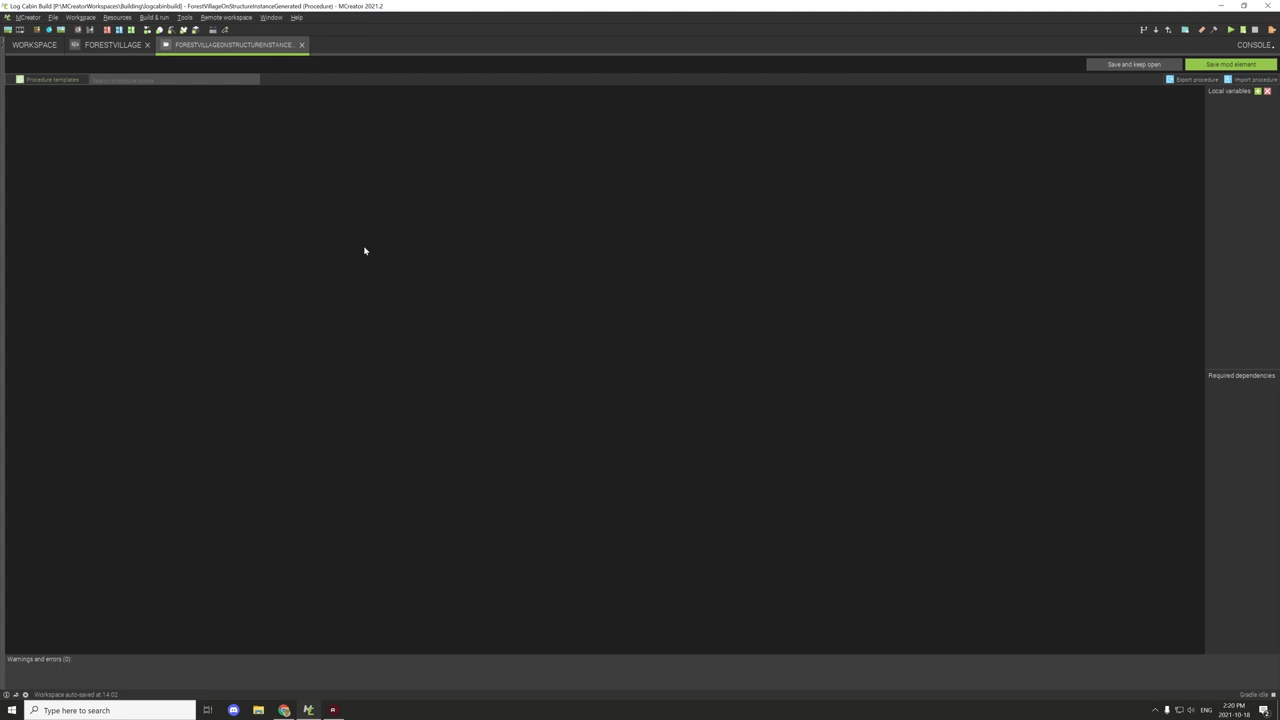 Log Cabin Build [P:\MCreatorWorkspaces\Building\logcabinbuild] - ForestVillageOnStructureInstanceGenerated (Procedure) - MCreator 2021.2
MCreator File Workspace Resources Build & run Tools Remote workspace Window Help
WORKSPACE FORESTVILLAGE FORESTVILLAGEONSTRUCTUREINSTANCE... CONSOLE
Save and keep open Save mod element
Procedure templates Export procedure Import procedure
Local variables
Required dependencies
Warnings and errors (0):
Workspace auto-saved at 14:02 Gradle idle
Type here to search ENG 2:20 PM
2021-10-18